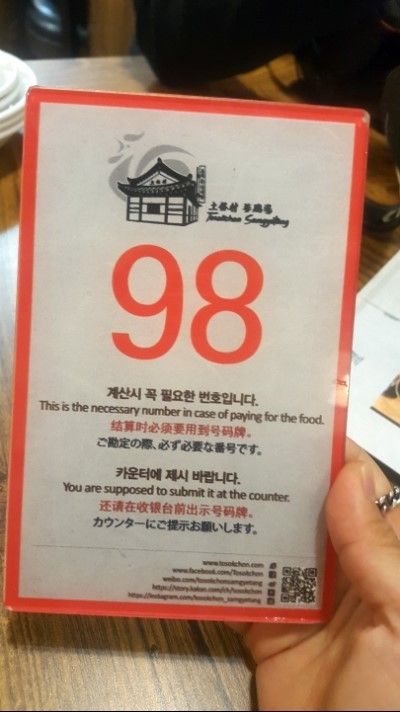 土俗村 蔘鷄湯
Tosokchon Samgyetang
98
계산시 꼭 필요한 번호입니다.
This is the necessary number in case of paying for the food.
结算时必须要用到号码牌。
ご勘定の際、必ず必要な番号です。
카운터에 제시 바랍니다.
You are supposed to submit it at the counter.
还请在收银台前出示号码牌。
カウンターにご提示お願いします。
www.tosokchon.com
www.facebook.com/Tosokchon
weibo.com/tosokchonsamgyetang
https://story.kakao.com/ch/tosokchon
https://instagram.com/tosokchon_samgyetang